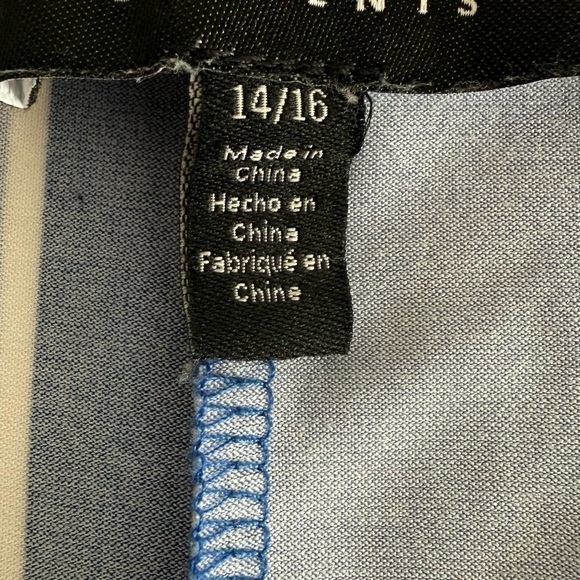 14/16
Made in
China
Hecho en
China
Fabriqué en
Chine